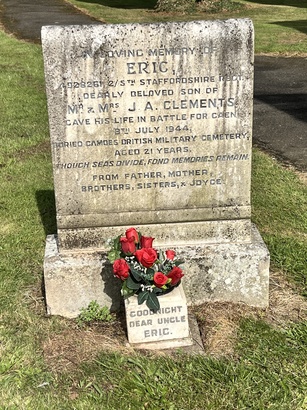 IN LOVING MEMORY OF
ERIC,
2/5TH STAFFORDSHIRE REGT
DEARLY BELOVED SON OF
MR & MRS J A CLEMENTS
GAVE HIS LIFE IN BATTLE FOR CAEN
8TH JULY 1944,
BURIED CAMBES BRITISH MILITARY CEMETERY,
AGED 21 YEARS.
THOUGH SEAS DIVIDE, FOND MEMORIES REMAIN.
FROM FATHER, MOTHER,
BROTHERS, SISTERS, & JOYCE.
GOODNIGHT
DEAR UNCLE
ERIC.